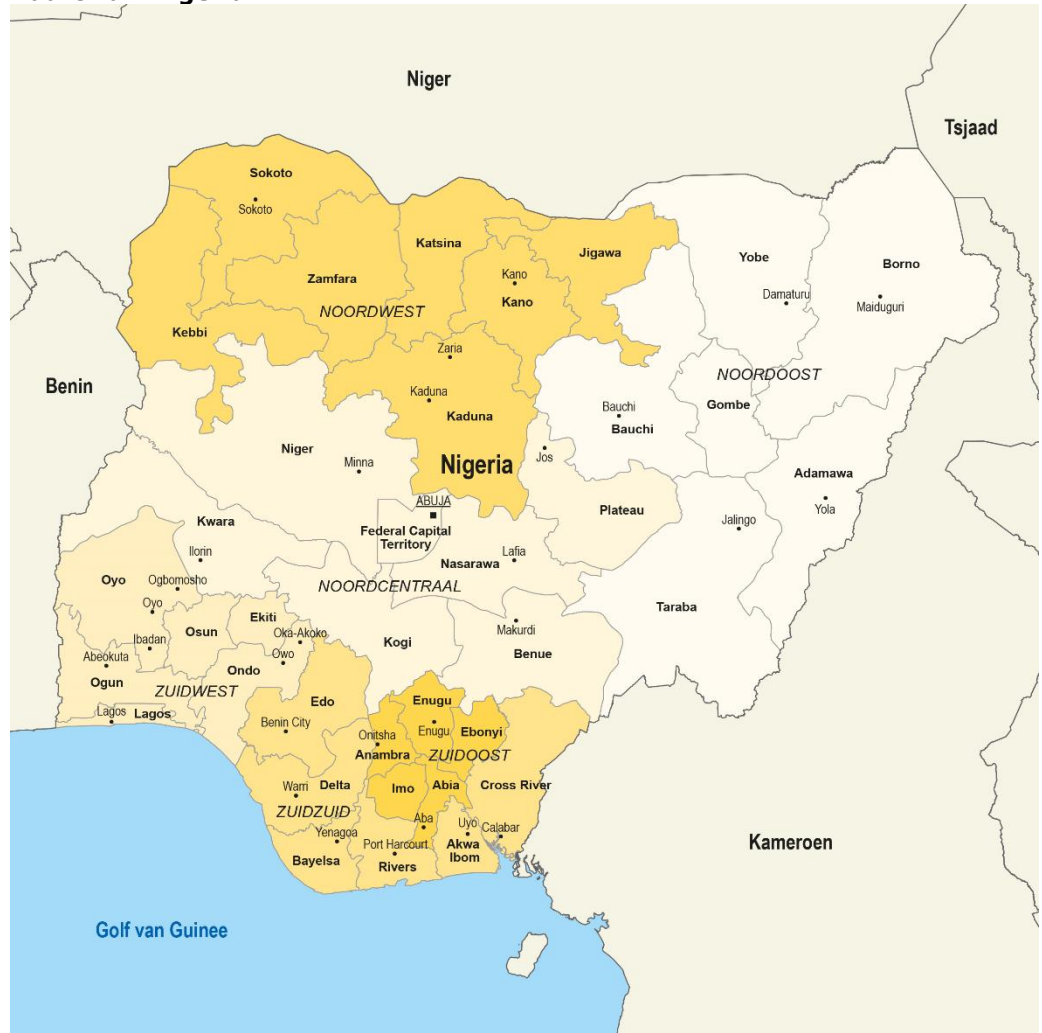 Niger
Tsjaad
Sokoto
Sokoto
Katsina
Jigawa
Yobe
Borno
Zamfara
Kano
Kano
Damaturu
Maiduguri
NOORDWEST
Kebbi
Zaria
NOORDOOST
Benin
Kaduna
Kaduna
Gombe
Bauchi
Bauchi
Niger
Minna
Nigeria
Jos
Adamawa
Yola
ABUJA
Plateau
Jalingo
Kwara
Federal Capital
Territory
Ilorin
Nasarawa
Lafia
Oyo
Ogbomosho
NOORDCENTRAAL
Taraba
Oyo
Ekiti
Osun
Oka-Akoko
Makurdi
Ibadan
Kogi
Benue
Abeokuta
Owo
Ondo
Ogun
ZUIDWEST
Edo
Enugu
Lagos
Lagos
Benin City
Enugu
Ebonyi
Onitsha
Anambra
ZUIDOOST
Warri
Delta
Imo
Abia
Cross River
ZUIDZUID
Aba
Uyo
Calabar
Yenagoa
Port Harcourt
Akwa
Ibom
Bayelsa
Rivers
Kameroen
Golf van Guinee